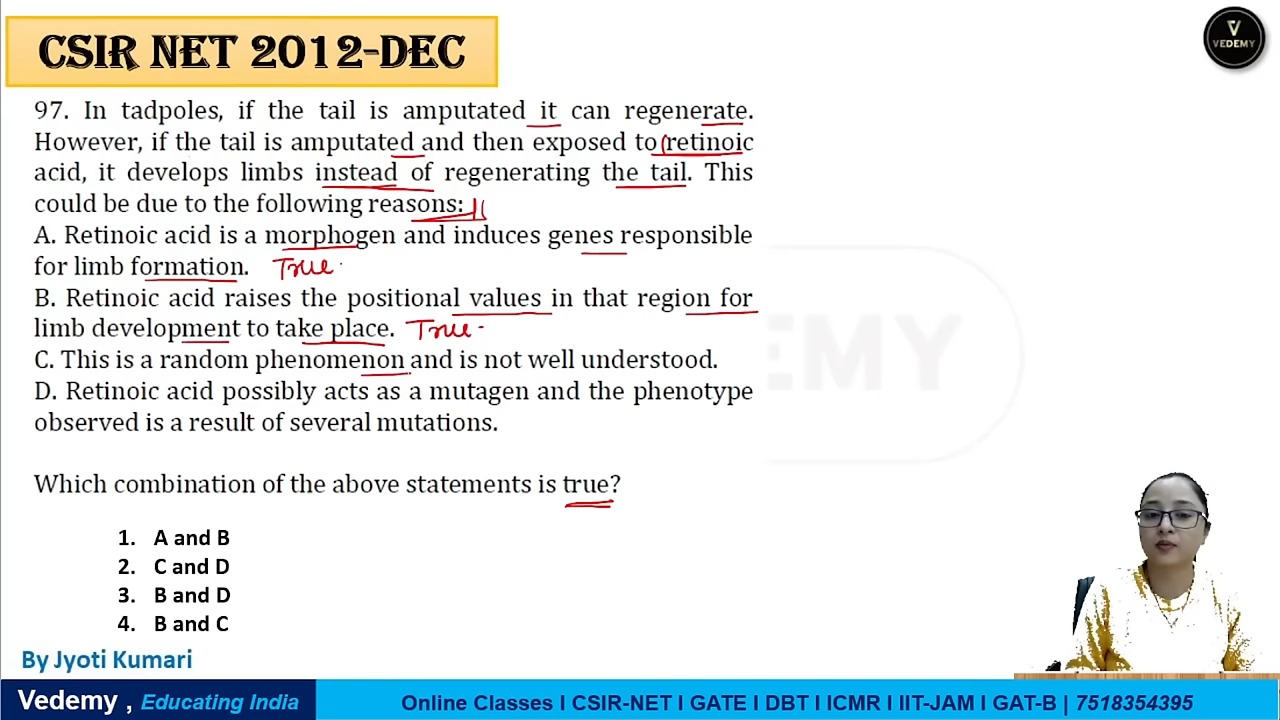 CSIR NET 2012-DEC
V
VEDEMY
97. In tadpoles, if the tail is amputated it can regenerate.
However, if the tail is amputated and then exposed to retinoic
acid, it develops limbs instead of regenerating the tail. This
could be due to the following reasons:
A. Retinoic acid is a morphogen and induces genes responsible
for limb formation. True
B. Retinoic acid raises the positional values in that region for
limb development to take place. True
C. This is a random phenomenon and is not well understood.
D. Retinoic acid possibly acts as a mutagen and the phenotype
observed is a result of several mutations.
EMY
Which combination of the above statements is true?
1. A and B
2. C and D
3. B and D
4. B and C
By Jyoti Kumari
Vedemy , Educating India
Online Classes I CSIR-NET I GATE I DBT I ICMR I IIT-JAM I GAT-B | 7518354395